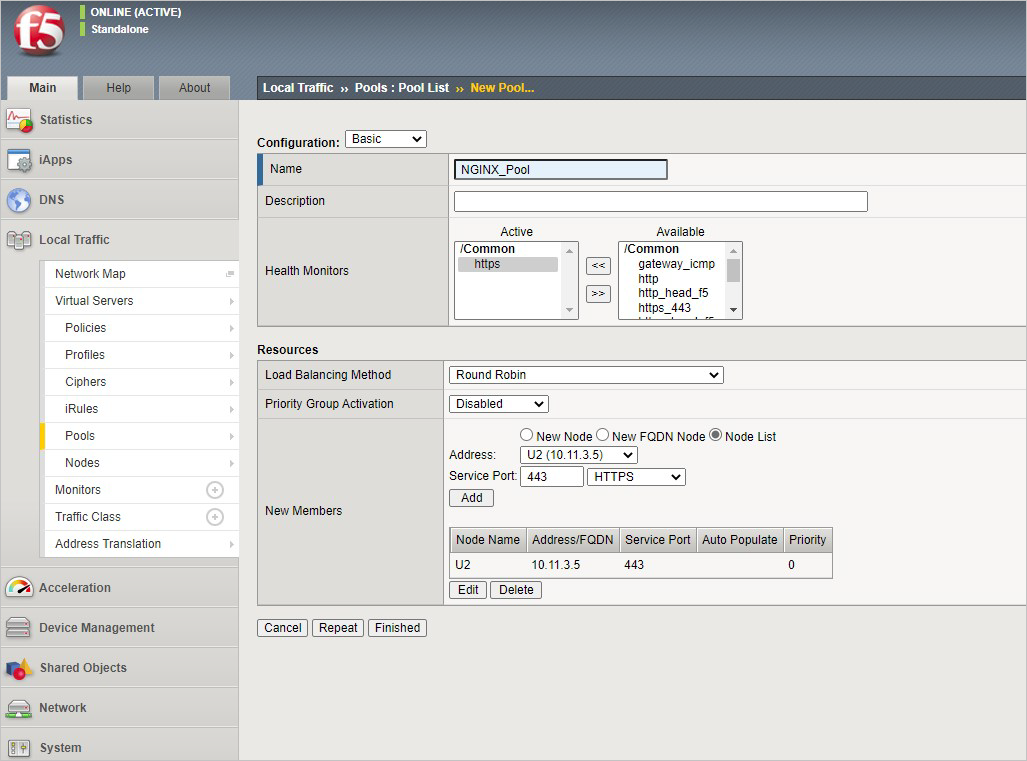 f5
ONLINE (ACTIVE)
Standalone
Main Help About
Local Traffic ›› Pools : Pool List ›› New Pool...
Statistics
iApps
DNS
Local Traffic
Network Map
Virtual Servers
Policies
Profiles
Ciphers
iRules
Pools
Nodes
Monitors
Traffic Class
Address Translation
Acceleration
Device Management
Shared Objects
Network
System
Configuration: Basic
Name NGINX_Pool
Description
Health Monitors
Active
/Common
https
<<
>>
Available
/Common
gateway_icmp
http
http_head_f5
https_443
Resources
Load Balancing Method Round Robin
Priority Group Activation Disabled
New Members
New Node New FQDN Node Node List
Address: U2 (10.11.3.5)
Service Port: 443 HTTPS
Add
Node Name Address/FQDN Service Port Auto Populate Priority
U2 10.11.3.5 443 0
Edit Delete
Cancel Repeat Finished